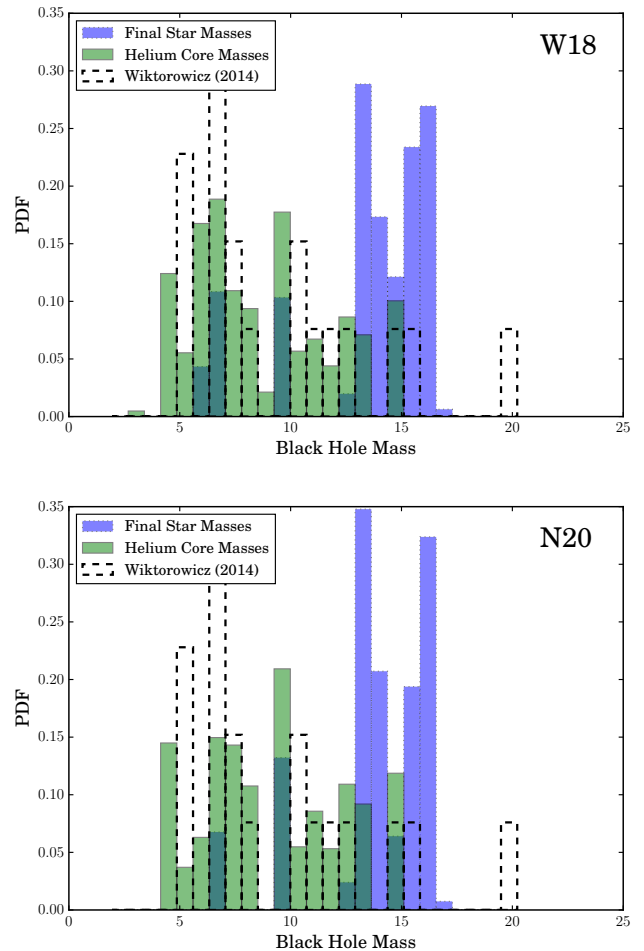 W18
Final Star Masses
Helium Core Masses
Wiktorowicz (2014)
0.35
0.30
0.25
0.20
0.15
0.10
0.05
0.00
PDF
0 5 10 15 20 25
Black Hole Mass
N20
Final Star Masses
Helium Core Masses
Wiktorowicz (2014)
0.35
0.30
0.25
0.20
0.15
0.10
0.05
0.00
PDF
0 5 10 15 20 25
Black Hole Mass